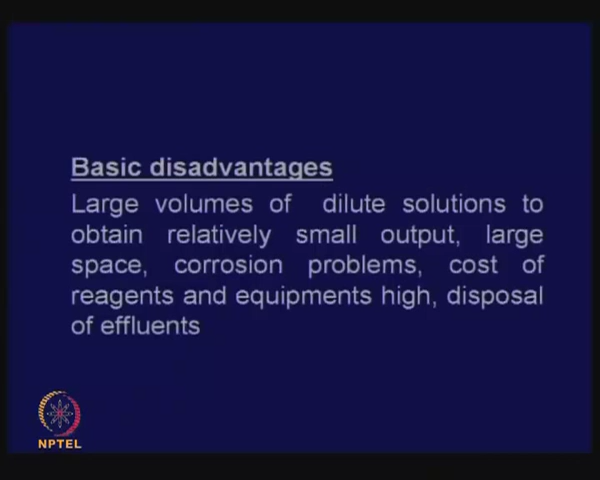 Basic disadvantages
Large volumes of dilute solutions to
obtain relatively small output, large
space, corrosion problems, cost of
reagents and equipments high, disposal
of effluents
NPTEL